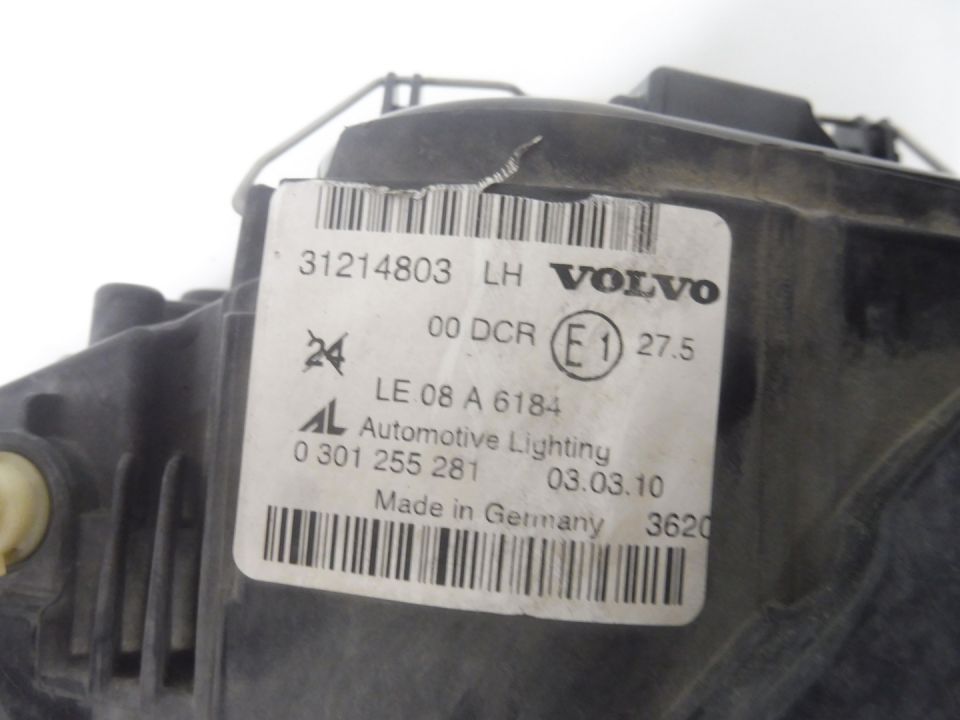 31214803 LH VOLVO
00 DCR E1 27.5
24
LE 08 A 6184
AL Automotive Lighting
0 301 255 281 03.03.10
Made in Germany 3620